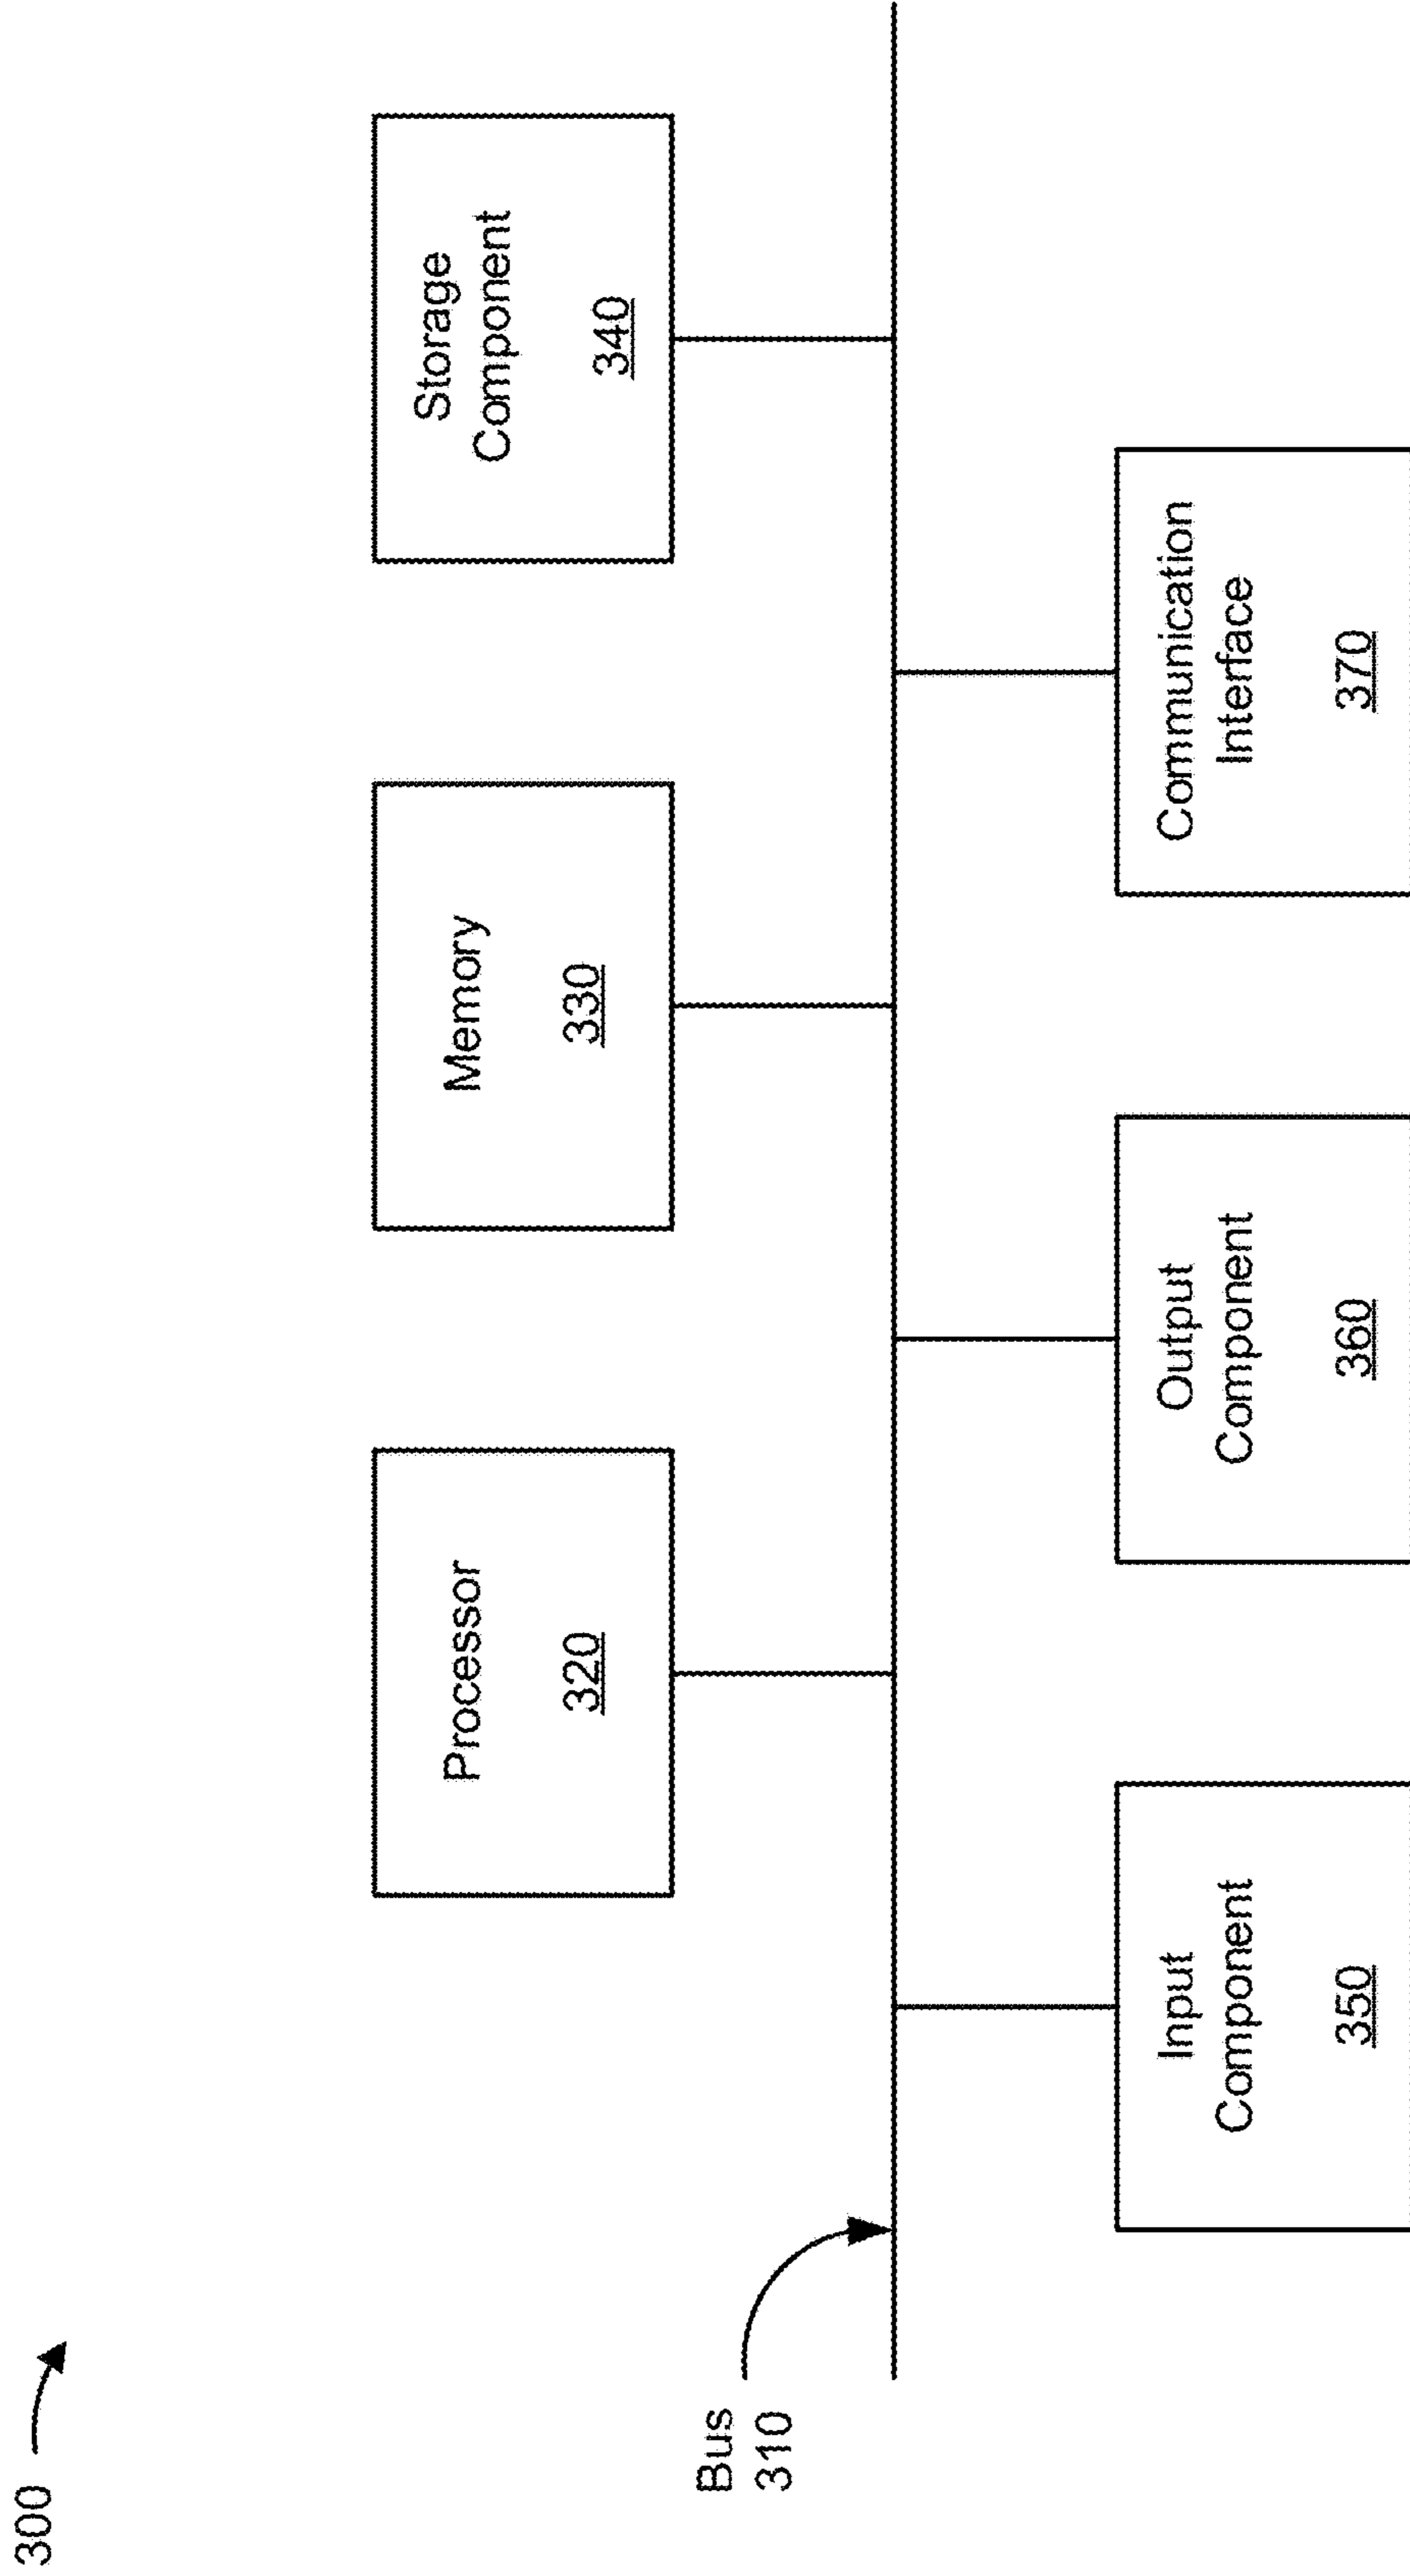 300
Processor
320
Memory
330
Storage
Component
340
Bus
310
Input
Component
350
Output
Component
360
Communication
Interface
370